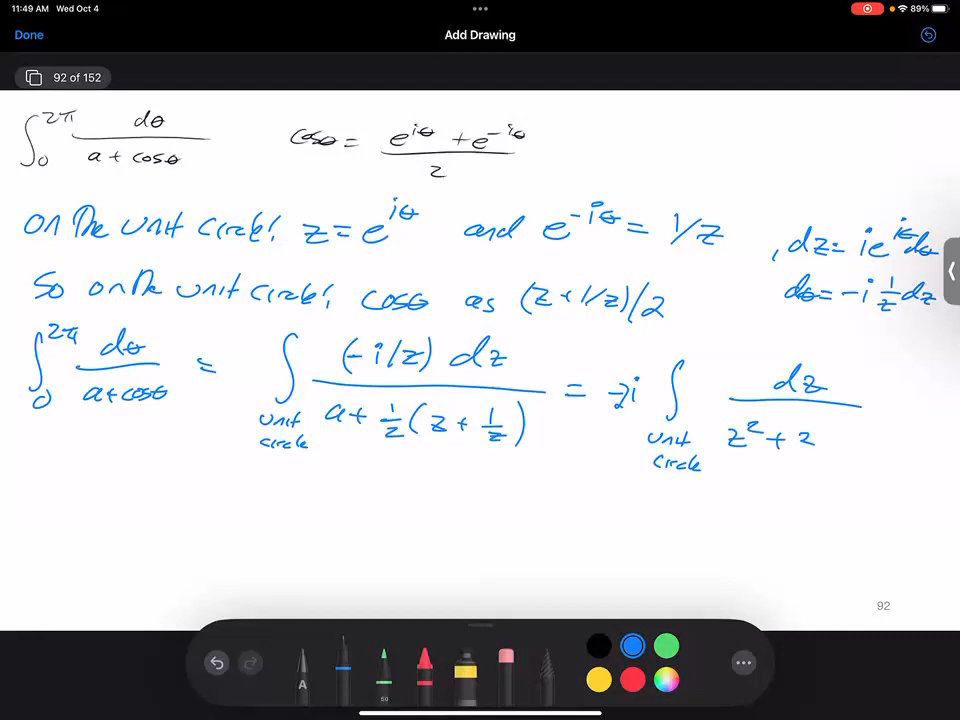 11:49 AM Wed Oct 4
89%
Done
Add Drawing
92 of 152
∫₀^2π dθ / (a + cosθ)    cosθ = (e^iθ + e^-iθ) / 2
on the unit circle! z = e^iθ and e^-iθ = 1/z , dz = ie^iθ dθ
So on the unit circle! cosθ as (z + 1/z)/2    dθ = -i 1/z dz
∫₀^2π dθ / (a + cosθ) = ∫ unit circle (-i/z) dz / (a + 1/2 (z + 1/z)) = -2i ∫ unit circle dz / (z² + 2
92
A
50